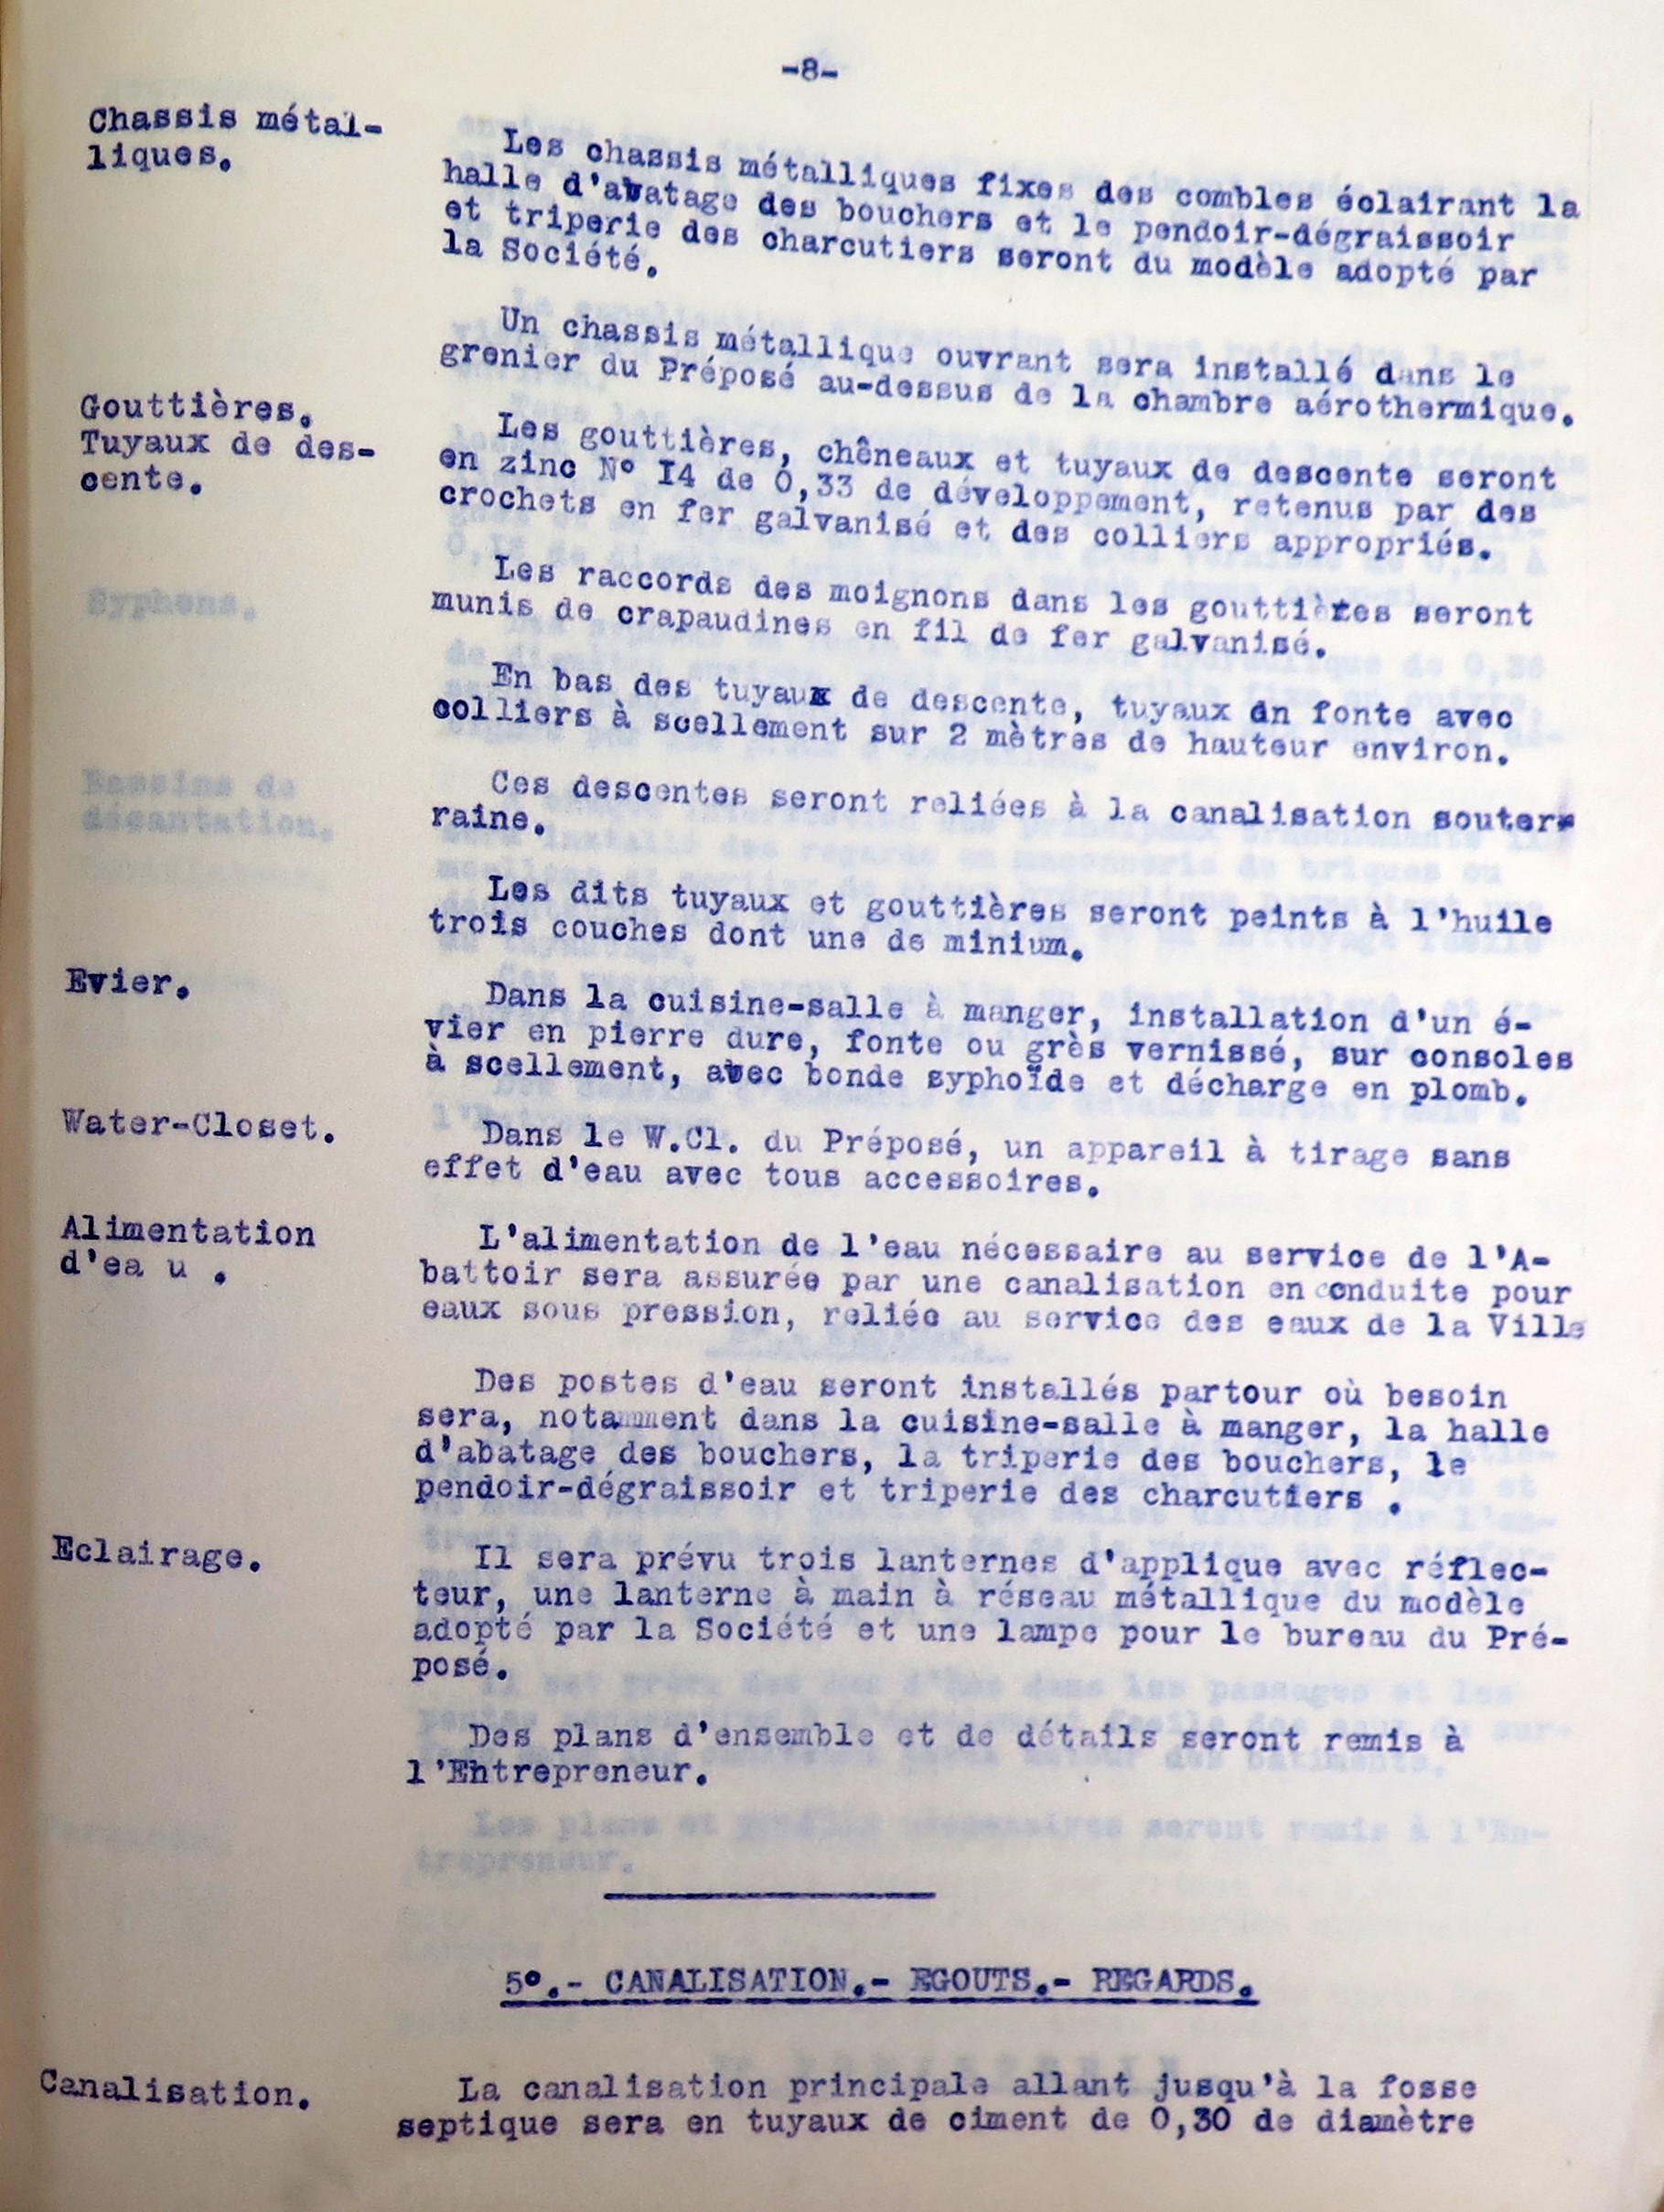 -8-
Chassis métal-
liques.
Les chassis métalliques fixes des combles éclairant la
halle d'abatage des bouchers et le pendoir-dégraissoir
et triperie des charcutiers seront du modèle adopté par
la Société.
Un chassis métallique ouvrant sera installé dans le
grenier du Préposé au-dessus de la chambre aérothermique.
Gouttières.
Tuyaux de des-
cente.
Les gouttières, chêneaux et tuyaux de descente seront
en zinc N° I4 de 0,33 de développement, retenus par des
crochets en fer galvanisé et des colliers appropriés.
Les raccords des moignons dans les gouttières seront
munis de crapaudines en fil de fer galvanisé.
En bas des tuyaux de descente, tuyaux en fonte avec
colliers à scellement sur 2 mètres de hauteur environ.
Ces descentes seront reliées à la canalisation souter-
raine.
Les dits tuyaux et gouttières seront peints à l'huile
trois couches dont une de minium.
Evier.
Dans la cuisine-salle à manger, installation d'un é-
vier en pierre dure, fonte ou grès vernissé, sur consoles
à scellement, avec bonde syphoïde et décharge en plomb.
Water-Closet.
Dans le W.Cl. du Préposé, un appareil à tirage sans
effet d'eau avec tous accessoires.
Alimentation
d'ea u .
L'alimentation de l'eau nécessaire au service de l'A-
battoir sera assurée par une canalisation en conduite pour
eaux sous pression, reliée au service des eaux de la Ville
Des postes d'eau seront installés partour où besoin
sera, notamment dans la cuisine-salle à manger, la halle
d'abatage des bouchers, la triperie des bouchers, le
pendoir-dégraissoir et triperie des charcutiers .
Eclairage.
Il sera prévu trois lanternes d'applique avec réflec-
teur, une lanterne à main à réseau métallique du modèle
adopté par la Société et une lampe pour le bureau du Pré-
posé.
Des plans d'ensemble et de détails seront remis à
l'Entrepreneur.
5°.- CANALISATION.- EGOUTS.- REGARDS.
Canalisation.
La canalisation principale allant jusqu'à la fosse
septique sera en tuyaux de ciment de 0,30 de diamètre